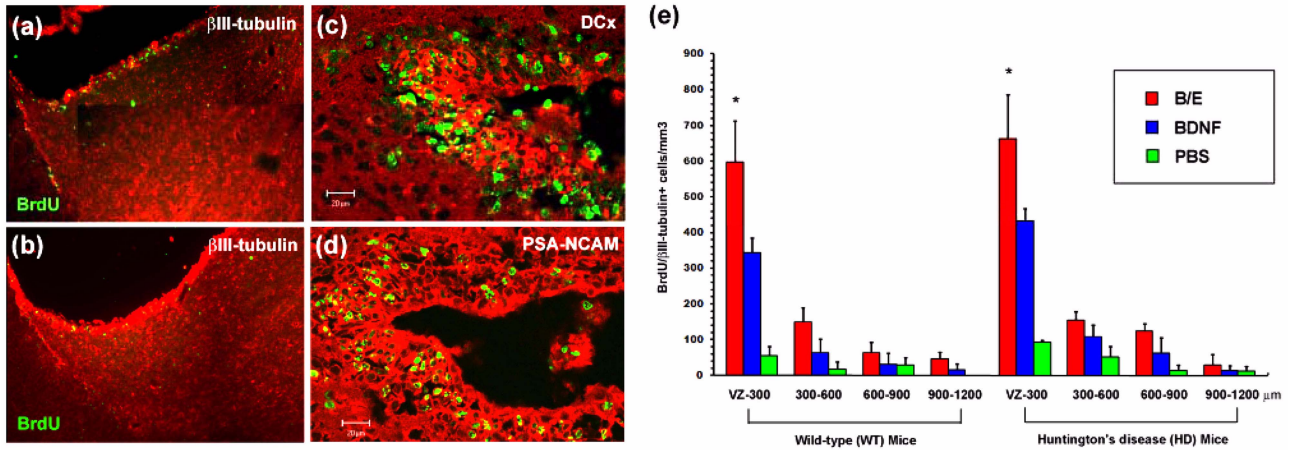 (a)
βIII-tubulin
BrdU
(b)
βIII-tubulin
BrdU
(c)
DCx
20μm
(d)
PSA-NCAM
20μm
(e)
BrdU/βIII-tubulin+ cells/mm3
900
800
700
600
500
400
300
200
100
0
*
*
B/E
BDNF
PBS
VZ-300 300-600 600-900 900-1200 VZ-300 300-600 600-900 900-1200 μm
Wild-type (WT) Mice
Huntington's disease (HD) Mice